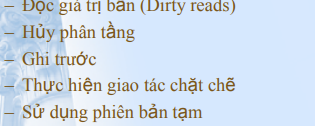 – Đọc giá trị bẩn (Dirty reads)
– Hủy phân tầng
– Ghi trước
– Thực hiện giao tác chặt chẽ
– Sử dụng phiên bản tạm